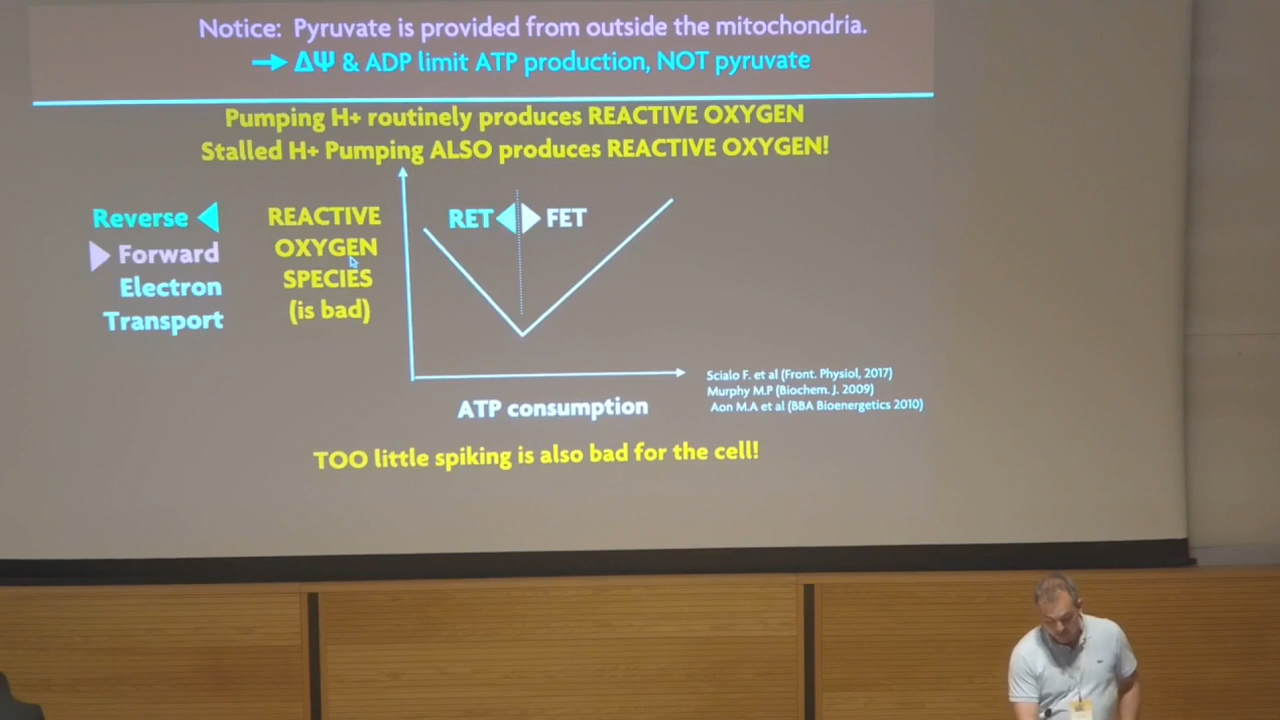 Notice: Pyruvate is provided from outside the mitochondria.
→ ΔΨ & ADP limit ATP production, NOT pyruvate
Pumping H+ routinely produces REACTIVE OXYGEN
Stalled H+ Pumping ALSO produces REACTIVE OXYGEN!
Reverse
Forward
Electron
Transport
REACTIVE
OXYGEN
SPECIES
(is bad)
RET FET
ATP consumption
Scialo F. et al (Front. Physiol, 2017)
Murphy M.P (Biochem. J. 2009)
Aon M.A et al (BBA Bioenergetics 2010)
TOO little spiking is also bad for the cell!